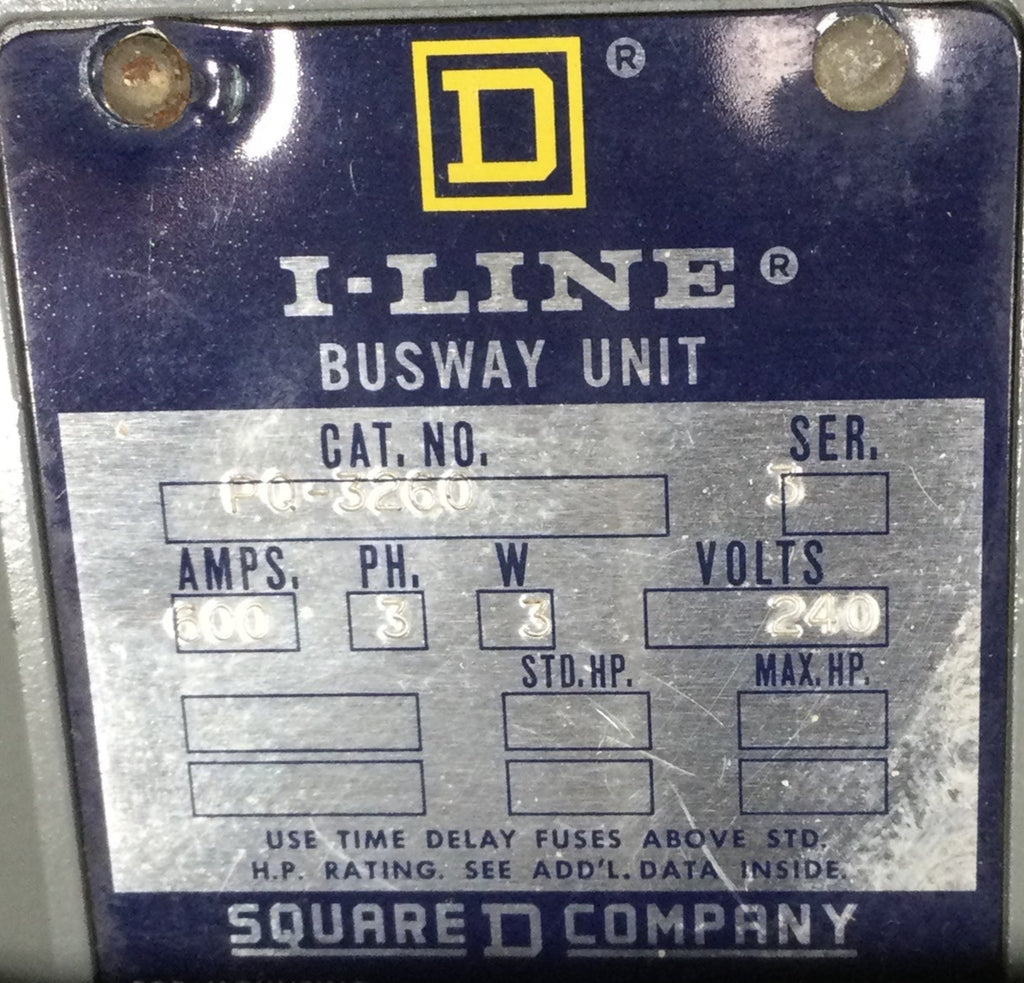 D ®
I-LINE ®
BUSWAY UNIT
CAT. NO. SER.
PQ-3260 3
AMPS. PH. W VOLTS
600 3 3 240
STD.HP. MAX.HP.
USE TIME DELAY FUSES ABOVE STD.
H.P. RATING. SEE ADD'L. DATA INSIDE.
SQUARE D COMPANY